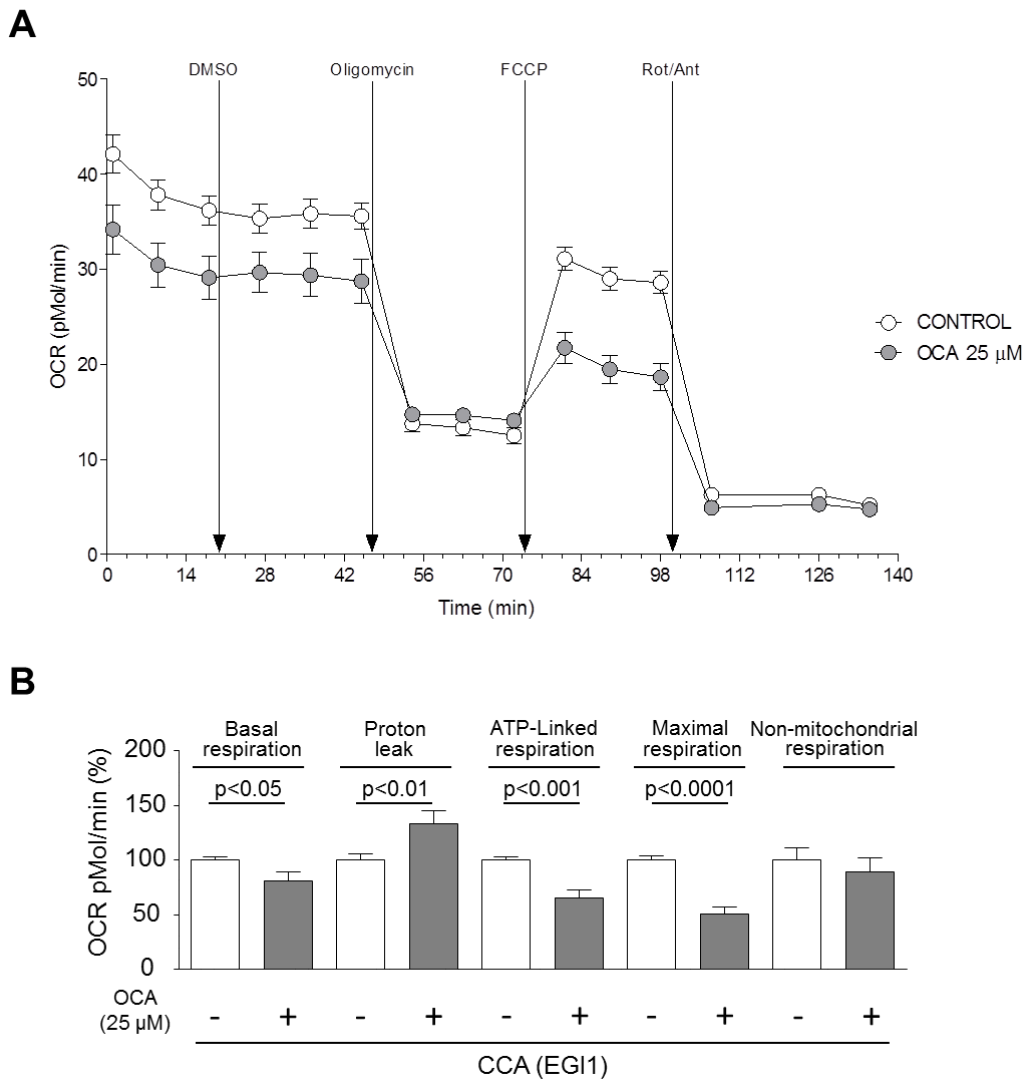 A
DMSO Oligomycin FCCP Rot/Ant
50
40
30
20
10
0
OCR (pMol/min)
0 14 28 42 56 70 84 98 112 126 140
Time (min)
CONTROL
OCA 25 µM
B
Basal respiration
Proton leak
ATP-Linked respiration
Maximal respiration
Non-mitochondrial respiration
p<0.05 p<0.01 p<0.001 p<0.0001
200
150
100
50
0
OCR pMol/min (%)
OCA
(25 µM)
- + - + - + - + - +
CCA (EGI1)